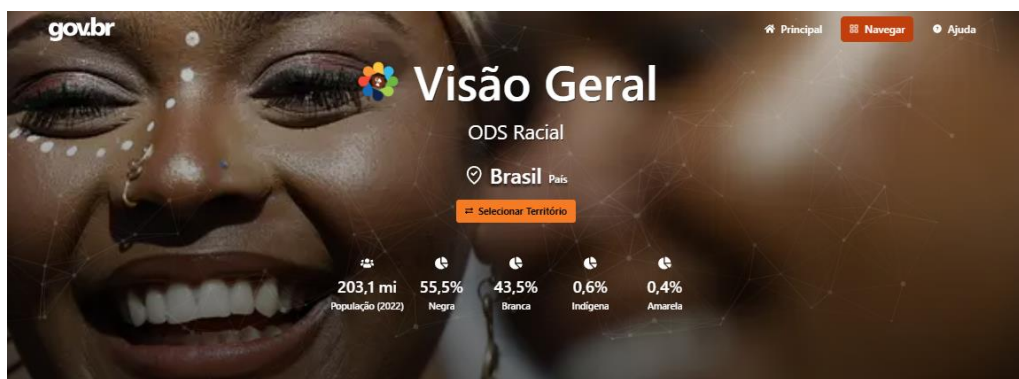 gov.br
Principal
Navegar
Ajuda
Visão Geral
ODS Racial
Brasil País
Selecionar Território
203,1 mi
População (2022)
55,5%
Negra
43,5%
Branca
0,6%
Indígena
0,4%
Amarela